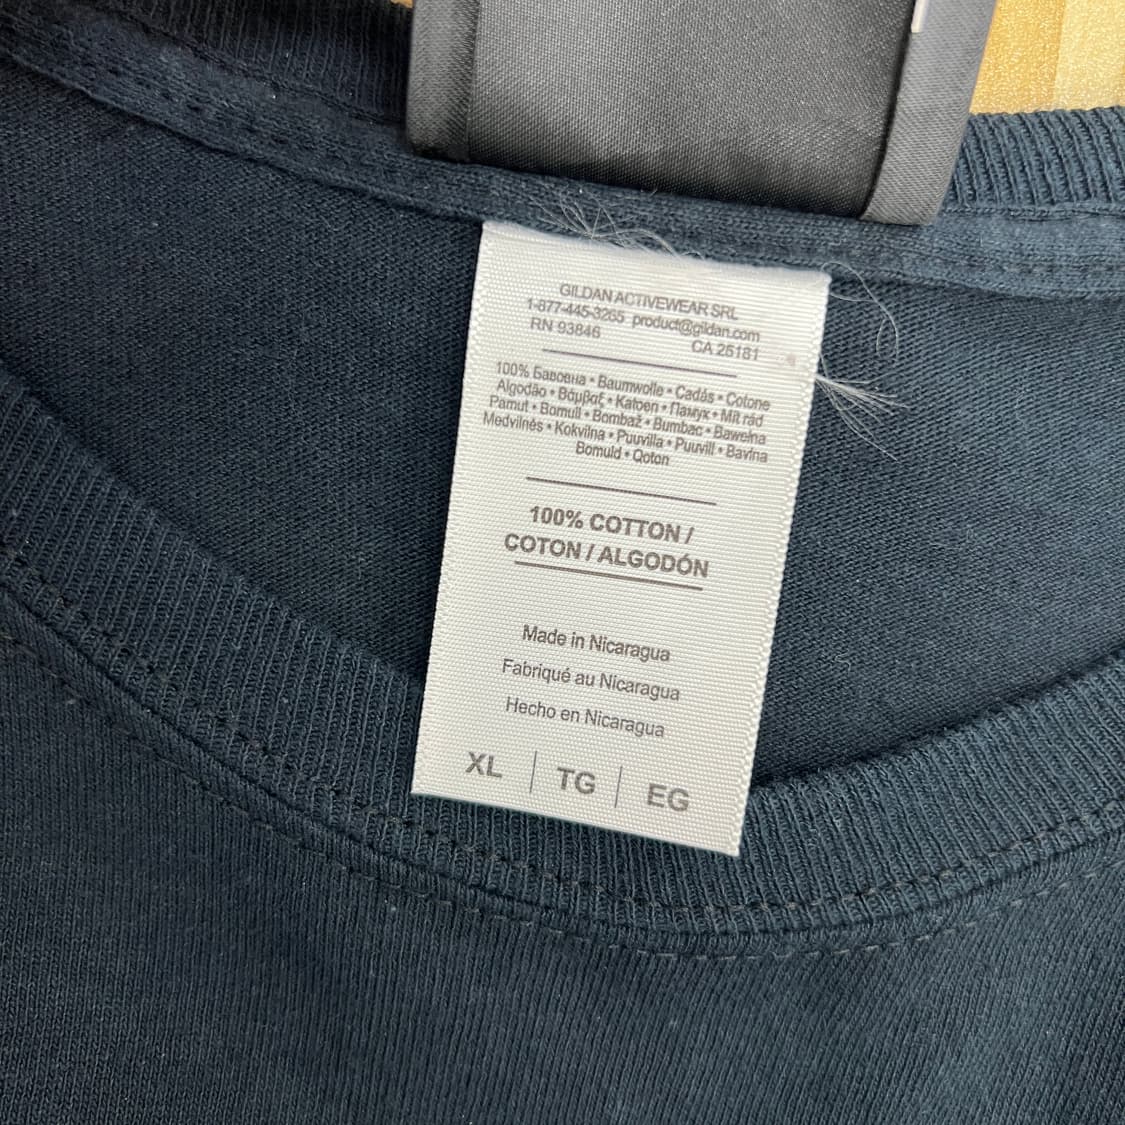 GILDAN ACTIVEWEAR SRL
1-877-445-3265 product@gildan.com
RN 93846 CA 25181
100% Бавовна • Baumwolle • Cadás • Cotone
Algodão • Βάμβαξ • Katoen • Памук • Mit rád
Pamut • Bomull • Bombaž • Bumbac • Bawełna
Medvilnės • Kokvilna • Puuvilla • Puuvill • Bavlna
Bomuld • Qoton
100% COTTON /
COTON / ALGODÓN
Made in Nicaragua
Fabriqué au Nicaragua
Hecho en Nicaragua
XL | TG | EG